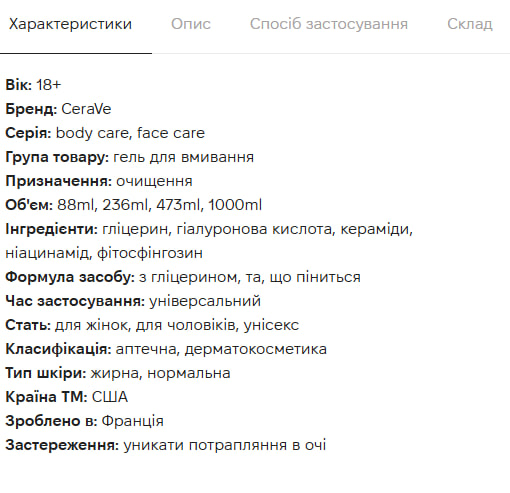 Характеристики Опис Спосіб застосування Склад
Вік: 18+
Бренд: CeraVe
Серія: body care, face care
Група товару: гель для вмивання
Призначення: очищення
Об'єм: 88ml, 236ml, 473ml, 1000ml
Інгредієнти: гліцерин, гіалуронова кислота, кераміди,
ніацинамід, фітосфінгозин
Формула засобу: з гліцерином, та, що піниться
Час застосування: універсальний
Стать: для жінок, для чоловіків, унісекс
Класифікація: аптечна, дерматокосметика
Тип шкіри: жирна, нормальна
Країна ТМ: США
Зроблено в: Франція
Застереження: уникати потрапляння в очі